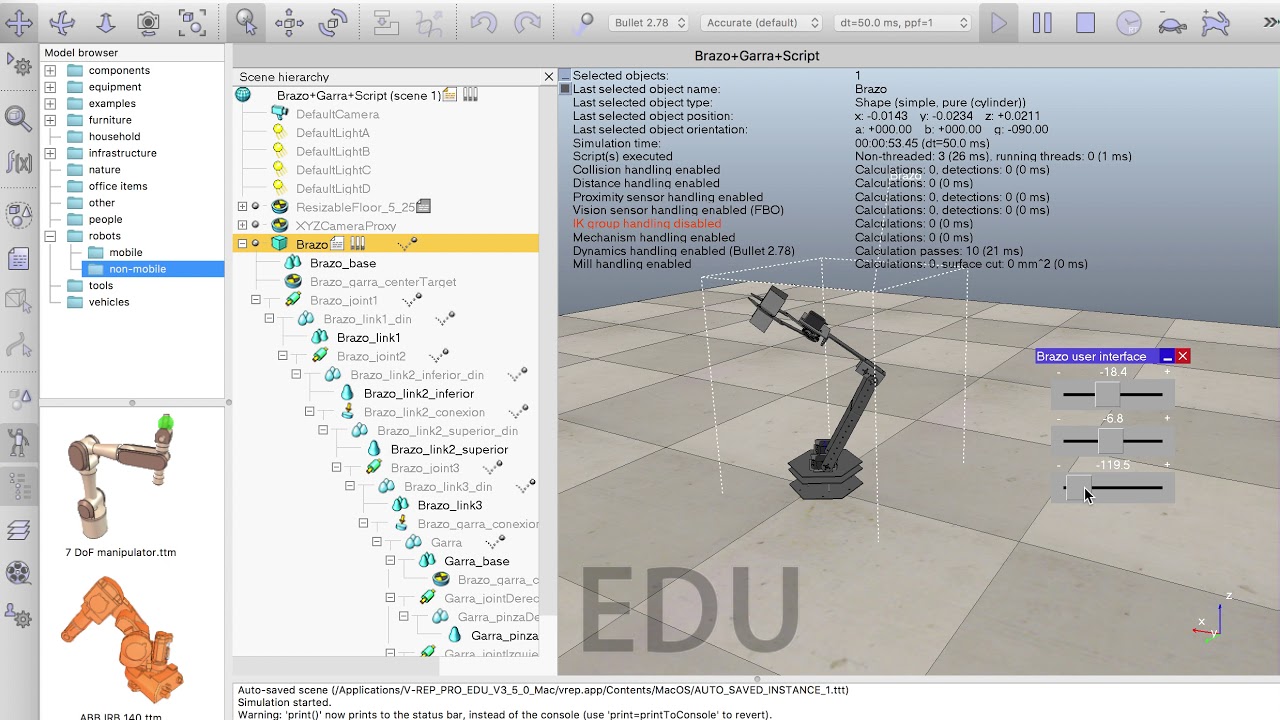 Bullet 2.78
Accurate (default)
dt=50.0 ms, ppf=1
Brazo+Garra+Script
Model browser
components
equipment
examples
furniture
household
infrastructure
nature
office items
other
people
robots
mobile
non-mobile
tools
vehicles
7 DoF manipulator.ttm
ABB IRB 140.ttm
Scene hierarchy
Brazo+Garra+Script (scene 1)
DefaultCamera
DefaultLightA
DefaultLightB
DefaultLightC
DefaultLightD
ResizableFloor_5_25
XYZCameraProxy
Brazo
Brazo_base
Brazo_garra_centerTarget
Brazo_joint1
Brazo_link1_din
Brazo_link1
Brazo_joint2
Brazo_link2_inferior_din
Brazo_link2_inferior
Brazo_link2_conexion
Brazo_link2_superior_din
Brazo_link2_superior
Brazo_joint3
Brazo_link3_din
Brazo_link3
Brazo_garra_conexion
Garra
Garra_base
Brazo_garra_c
Garra_jointDerec
Garra_pinzaDe
Garra_pinza
Garra_jointIzquie
Selected objects: 1
Last selected object name: Brazo
Last selected object type: Shape (simple, pure (cylinder))
Last selected object position: x: -0.0143 y: -0.0234 z: +0.0211
Last selected object orientation: a: +000.00 b: +000.00 g: -090.00
Simulation time: 00:00:53.45 (dt=50.0 ms)
Script(s) executed Non-threaded: 3 (26 ms), running threads: 0 (1 ms)
Collision handling enabled Calculations: 0, detections: 0 (0 ms)
Distance handling enabled Calculations: 0 (0 ms)
Proximity sensor handling enabled Calculations: 0, detections: 0 (0 ms)
Vision sensor handling enabled (FBO) Calculations: 0, detections: 0 (0 ms)
IK group handling disabled
Mechanism handling enabled Calculations: 0 (0 ms)
Dynamics handling enabled (Bullet 2.78) Calculation passes: 10 (21 ms)
Mill handling enabled Calculations: 0, surface cut: 0 mm^2 (0 ms)
Brazo
Brazo user interface
- -18.4 +
- -6.8 +
- -119.5 +
EDU
z
x
y
Auto-saved scene (/Applications/V-REP_PRO_EDU_V3_5_0_Mac/vrep.app/Contents/MacOS/AUTO_SAVED_INSTANCE_1.ttt)
Simulation started.
Warning: 'print()' now prints to the status bar, instead of the console (use 'print=printToConsole' to revert).